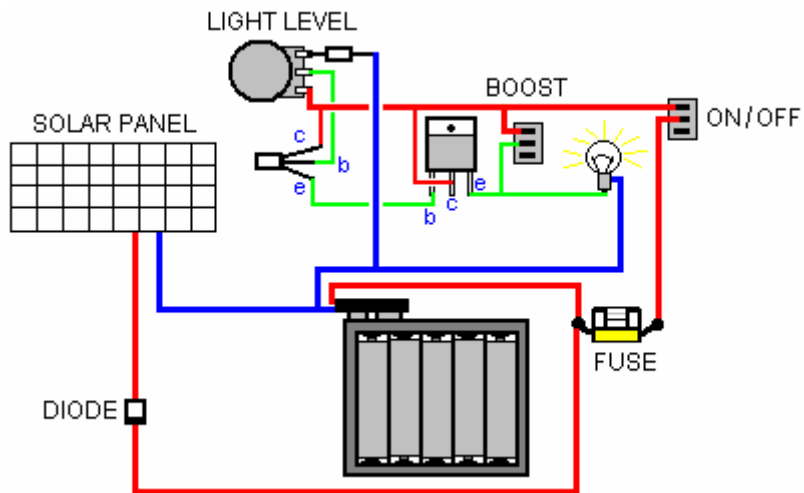 LIGHT LEVEL
BOOST
ON/OFF
SOLAR PANEL
c
b
e
e
c
b
FUSE
DIODE